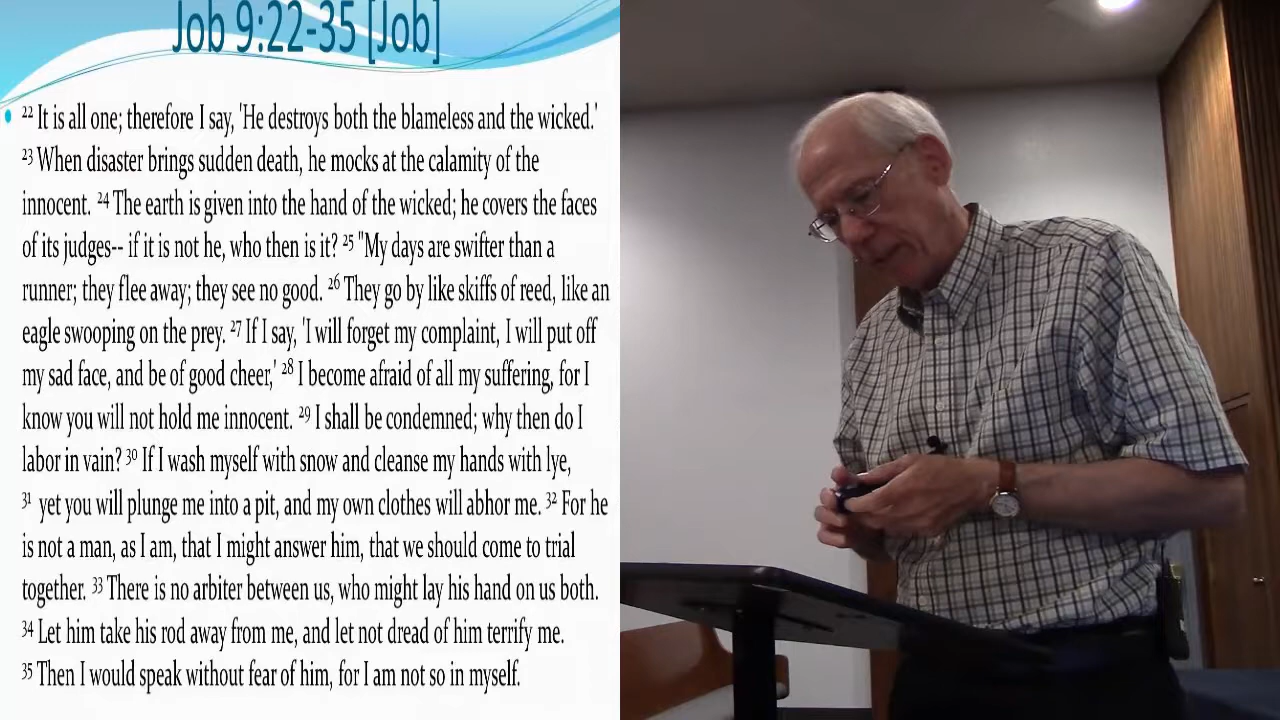 Job 9:22-35 [Job]
• 22 It is all one; therefore I say, 'He destroys both the blameless and the wicked.'
23 When disaster brings sudden death, he mocks at the calamity of the
innocent. 24 The earth is given into the hand of the wicked; he covers the faces
of its judges-- if it is not he, who then is it? 25 "My days are swifter than a
runner; they flee away; they see no good. 26 They go by like skiffs of reed, like an
eagle swooping on the prey. 27 If I say, 'I will forget my complaint, I will put off
my sad face, and be of good cheer,' 28 I become afraid of all my suffering, for I
know you will not hold me innocent. 29 I shall be condemned; why then do I
labor in vain? 30 If I wash myself with snow and cleanse my hands with lye,
31 yet you will plunge me into a pit, and my own clothes will abhor me. 32 For he
is not a man, as I am, that I might answer him, that we should come to trial
together. 33 There is no arbiter between us, who might lay his hand on us both.
34 Let him take his rod away from me, and let not dread of him terrify me.
35 Then I would speak without fear of him, for I am not so in myself.